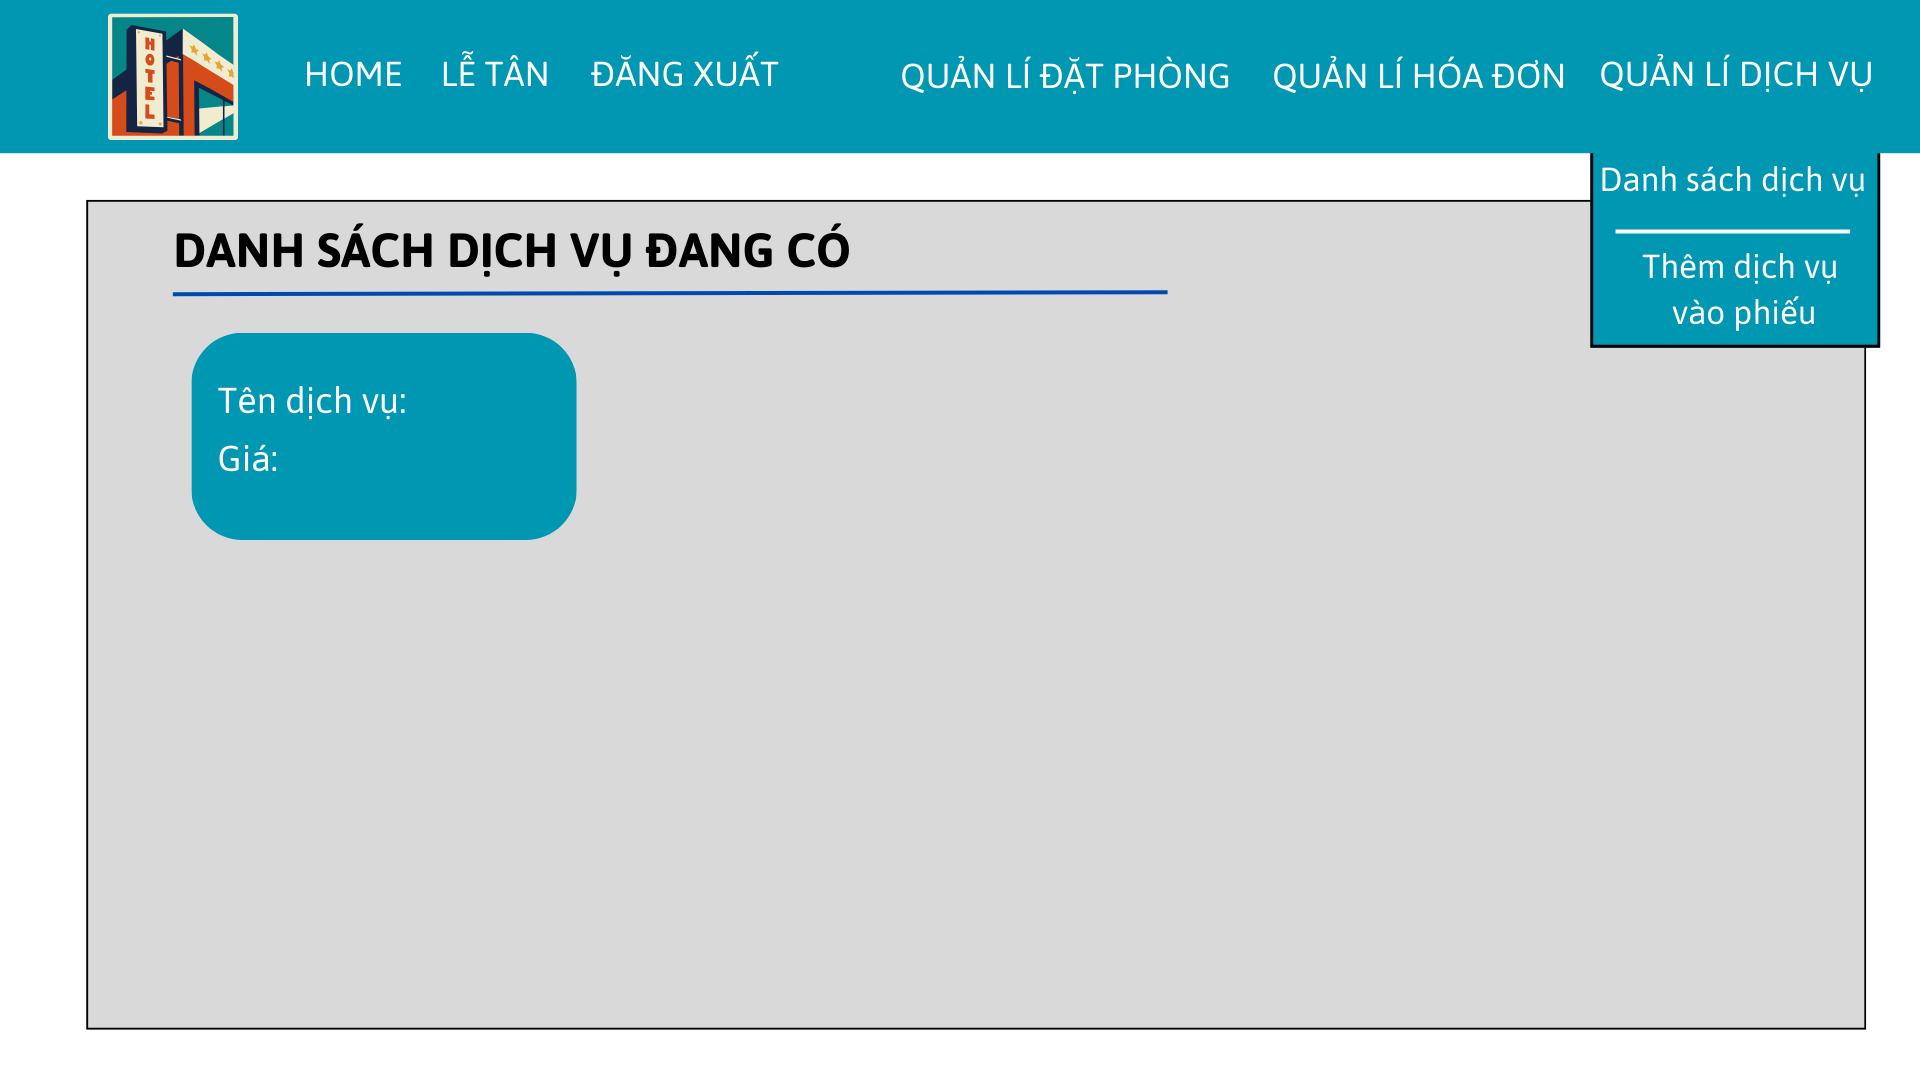 HOTEL
HOME
LỄ TÂN
ĐĂNG XUẤT
QUẢN LÍ ĐẶT PHÒNG
QUẢN LÍ HÓA ĐƠN
QUẢN LÍ DỊCH VỤ
Danh sách dịch vụ
Thêm dịch vụ
vào phiếu
DANH SÁCH DỊCH VỤ ĐANG CÓ
Tên dịch vụ:
Giá: